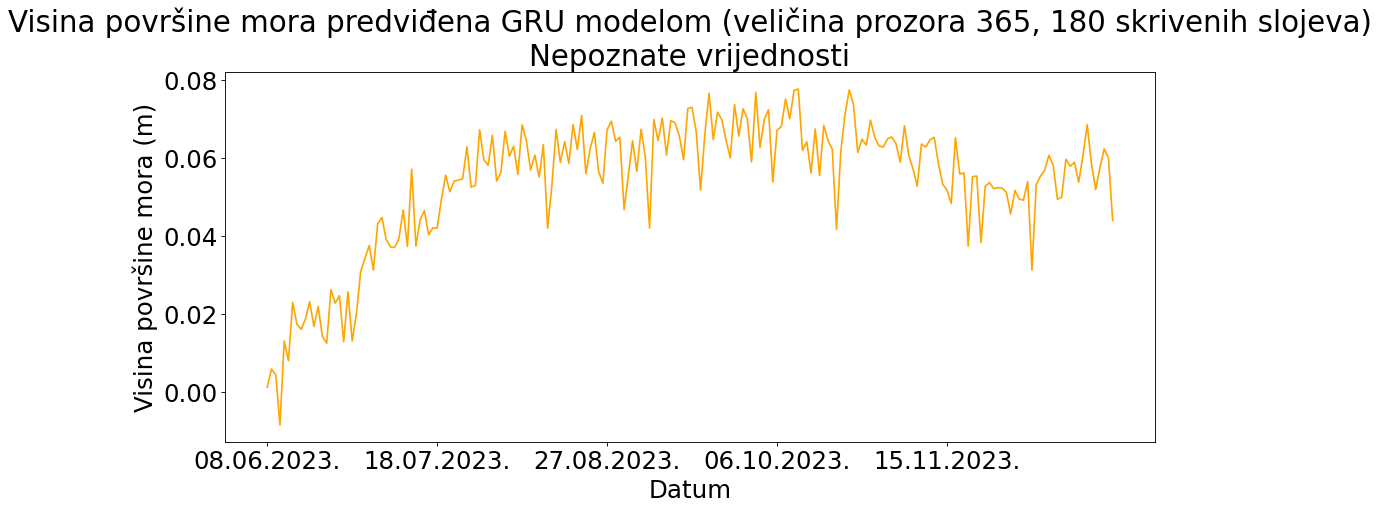 Visina površine mora predviđena GRU modelom (veličina prozora 365, 180 skrivenih slojeva)
Nepoznate vrijednosti
Visina površine mora (m)
0.08
0.06
0.04
0.02
0.00
08.06.2023. 18.07.2023. 27.08.2023. 06.10.2023. 15.11.2023.
Datum